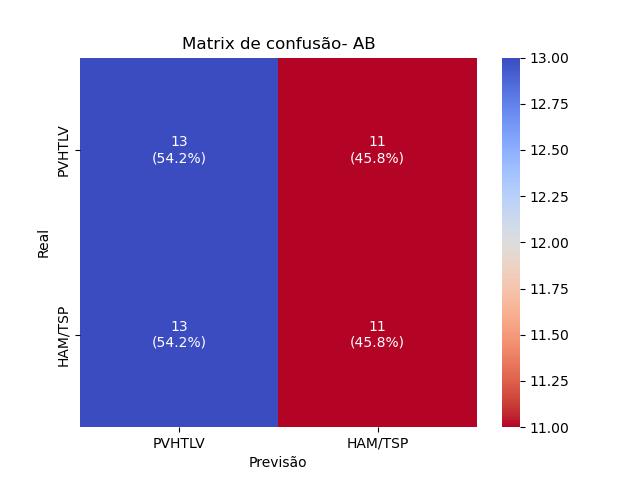 Matrix de confusão- AB
PVHTLV
HAM/TSP
Real
13
(54.2%)
11
(45.8%)
13
(54.2%)
11
(45.8%)
PVHTLV
HAM/TSP
Previsão
13.00
12.75
12.50
12.25
12.00
11.75
11.50
11.25
11.00